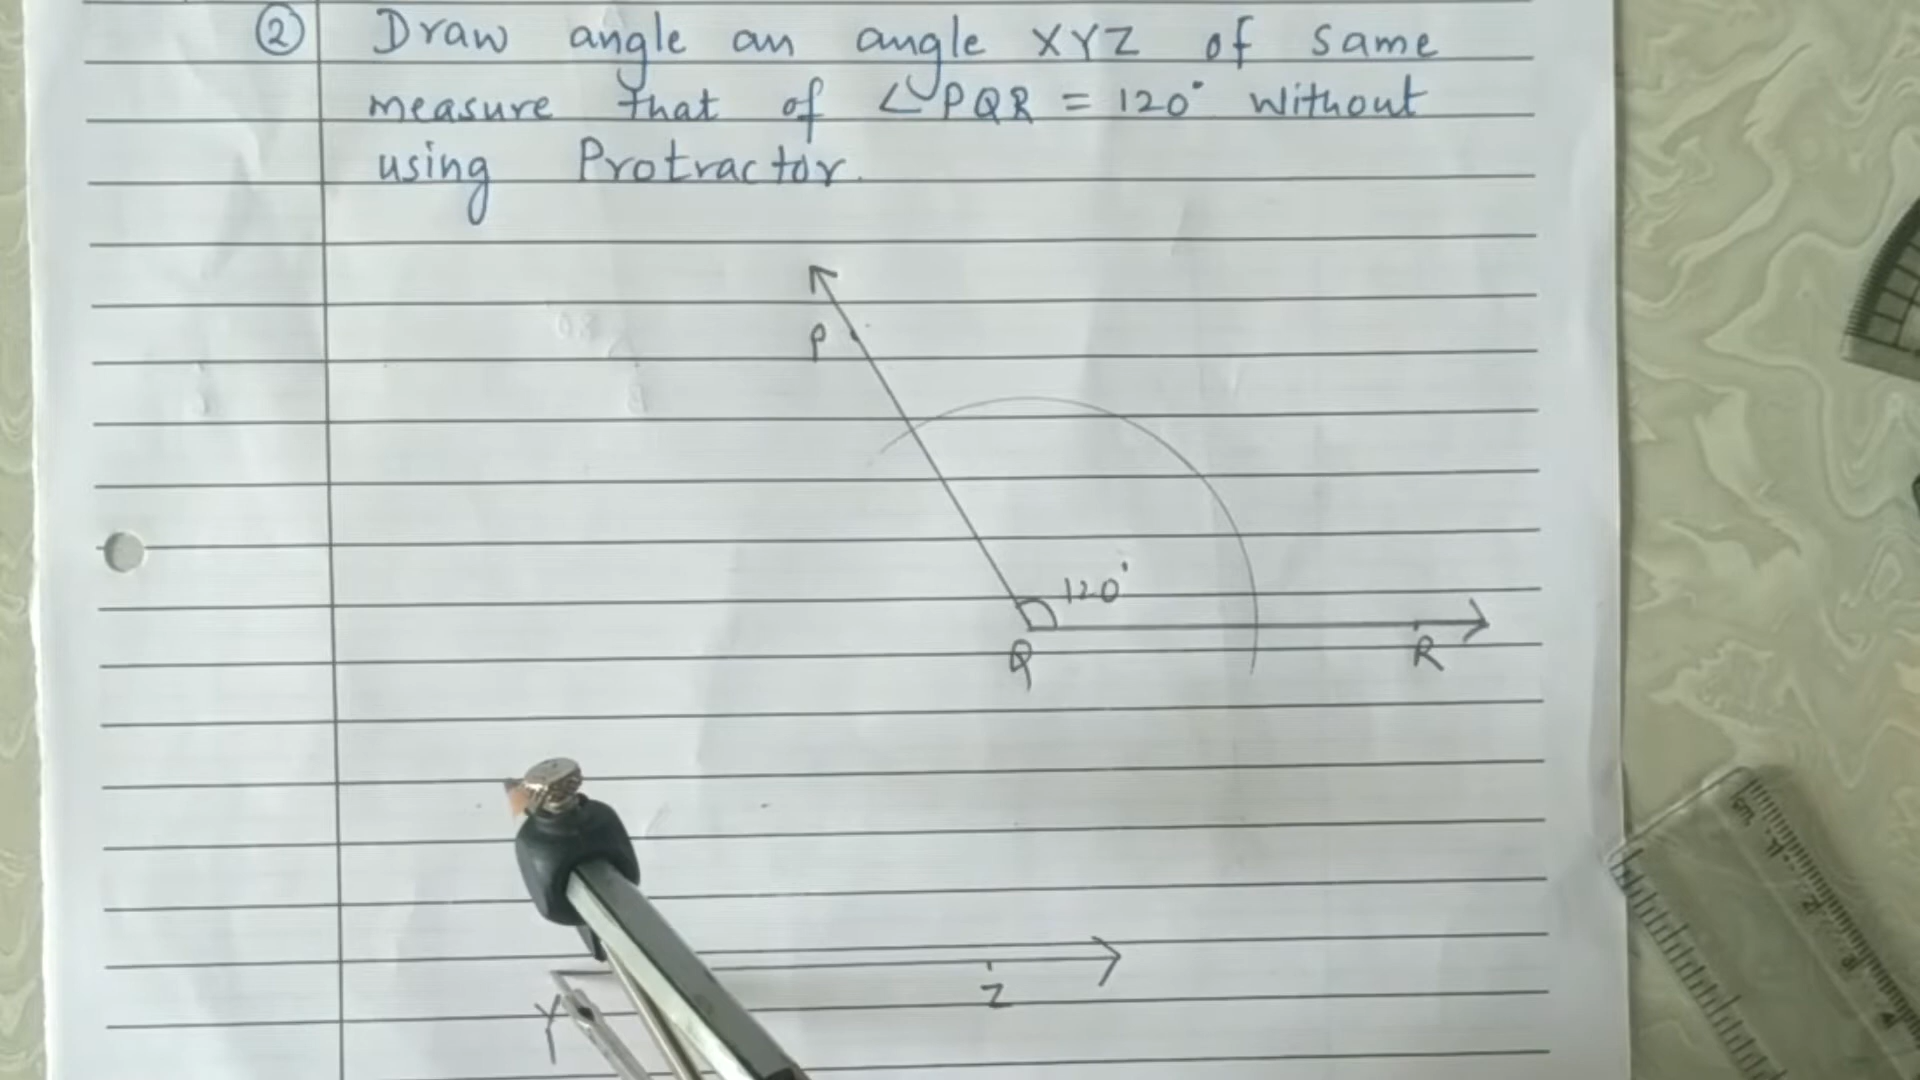 ② Draw angle an angle XYZ of same
measure that of ∠PQR = 120° without
using Protractor.
P
120°
Q
R
Y
Z